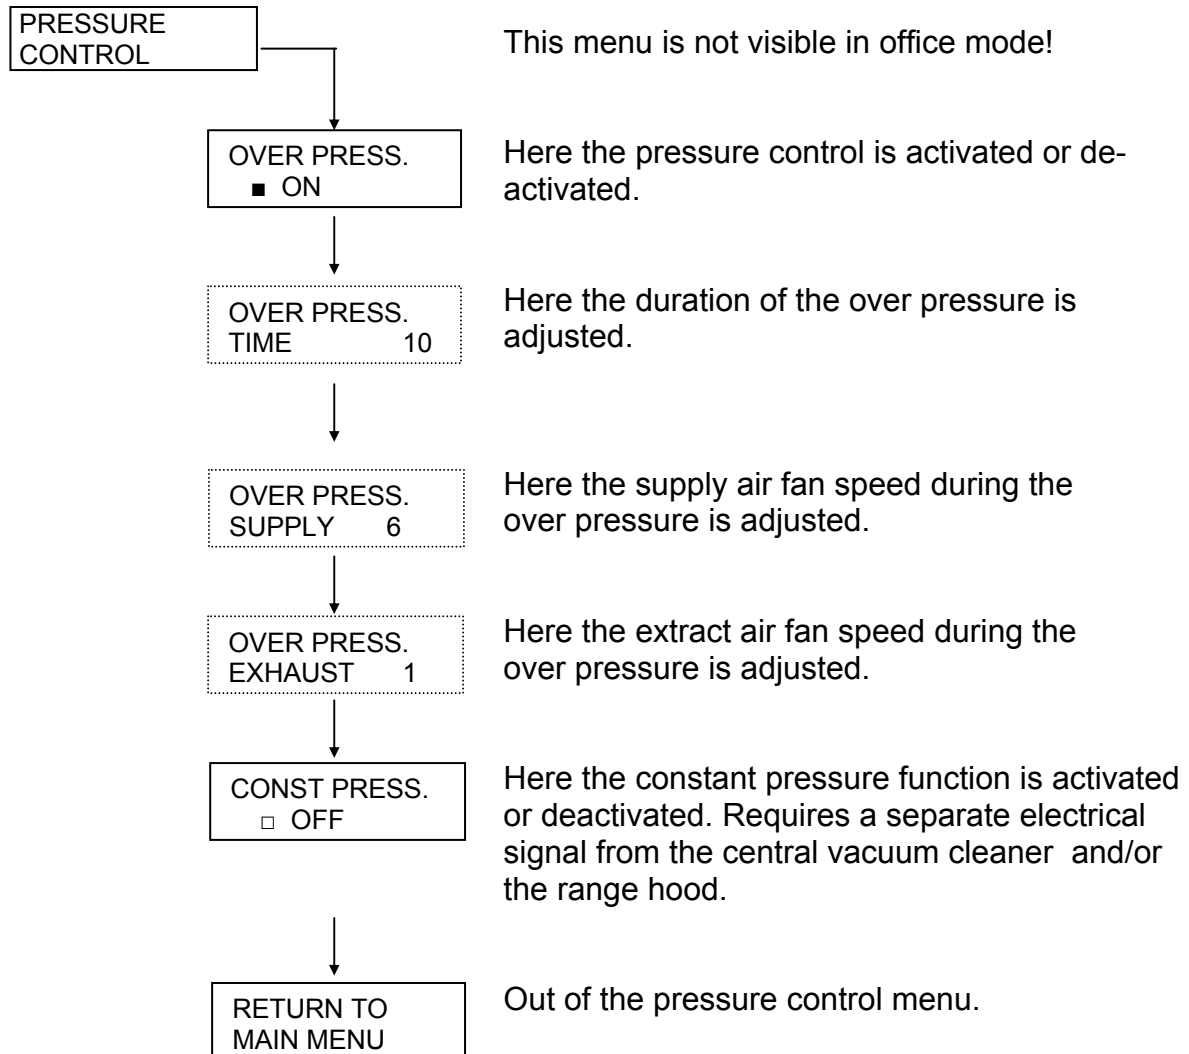 PRESSURE
CONTROL
This menu is not visible in office mode!
OVER PRESS.
■ ON
Here the pressure control is activated or de-
activated.
OVER PRESS.
TIME 10
Here the duration of the over pressure is
adjusted.
OVER PRESS.
SUPPLY 6
Here the supply air fan speed during the
over pressure is adjusted.
OVER PRESS.
EXHAUST 1
Here the extract air fan speed during the
over pressure is adjusted.
CONST PRESS.
□ OFF
Here the constant pressure function is activated
or deactivated. Requires a separate electrical
signal from the central vacuum cleaner and/or
the range hood.
RETURN TO
MAIN MENU
Out of the pressure control menu.